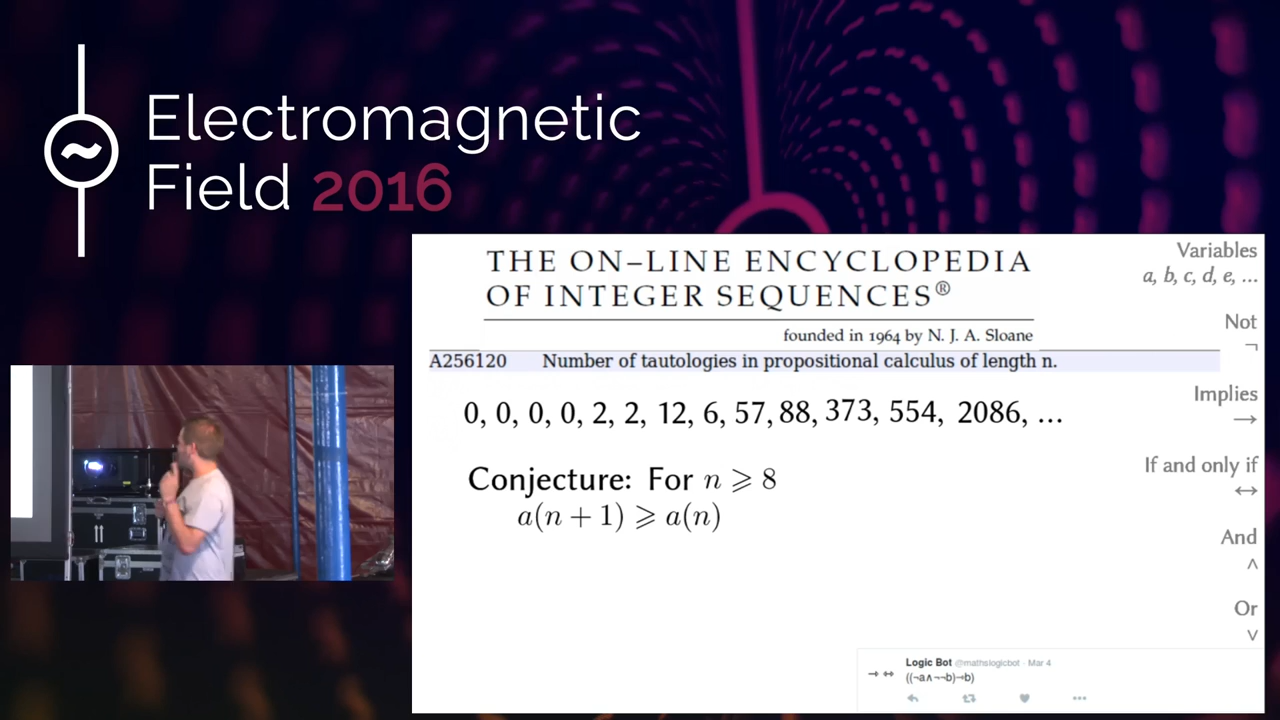 Electromagnetic
Field 2016
THE ON–LINE ENCYCLOPEDIA
OF INTEGER SEQUENCES®
founded in 1964 by N. J. A. Sloane
A256120 Number of tautologies in propositional calculus of length n.
0, 0, 0, 0, 2, 2, 12, 6, 57, 88, 373, 554, 2086, ...
Conjecture: For n ⩾ 8
a(n + 1) ⩾ a(n)
Variables
a, b, c, d, e, ...
Not
¬
Implies
→
If and only if
↔
And
∧
Or
∨
Logic Bot @mathslogicbot · Mar 4
((¬a∧¬¬b)→b)